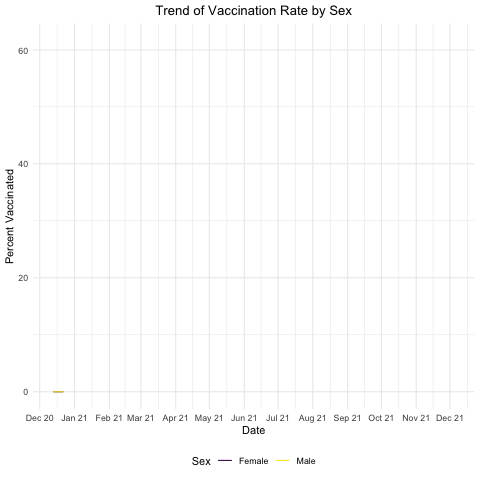 Trend of Vaccination Rate by Sex
Percent Vaccinated
60
40
20
0
Dec 20 Jan 21 Feb 21 Mar 21 Apr 21 May 21 Jun 21 Jul 21 Aug 21 Sep 21 Oct 21 Nov 21 Dec 21
Date
Sex Female Male